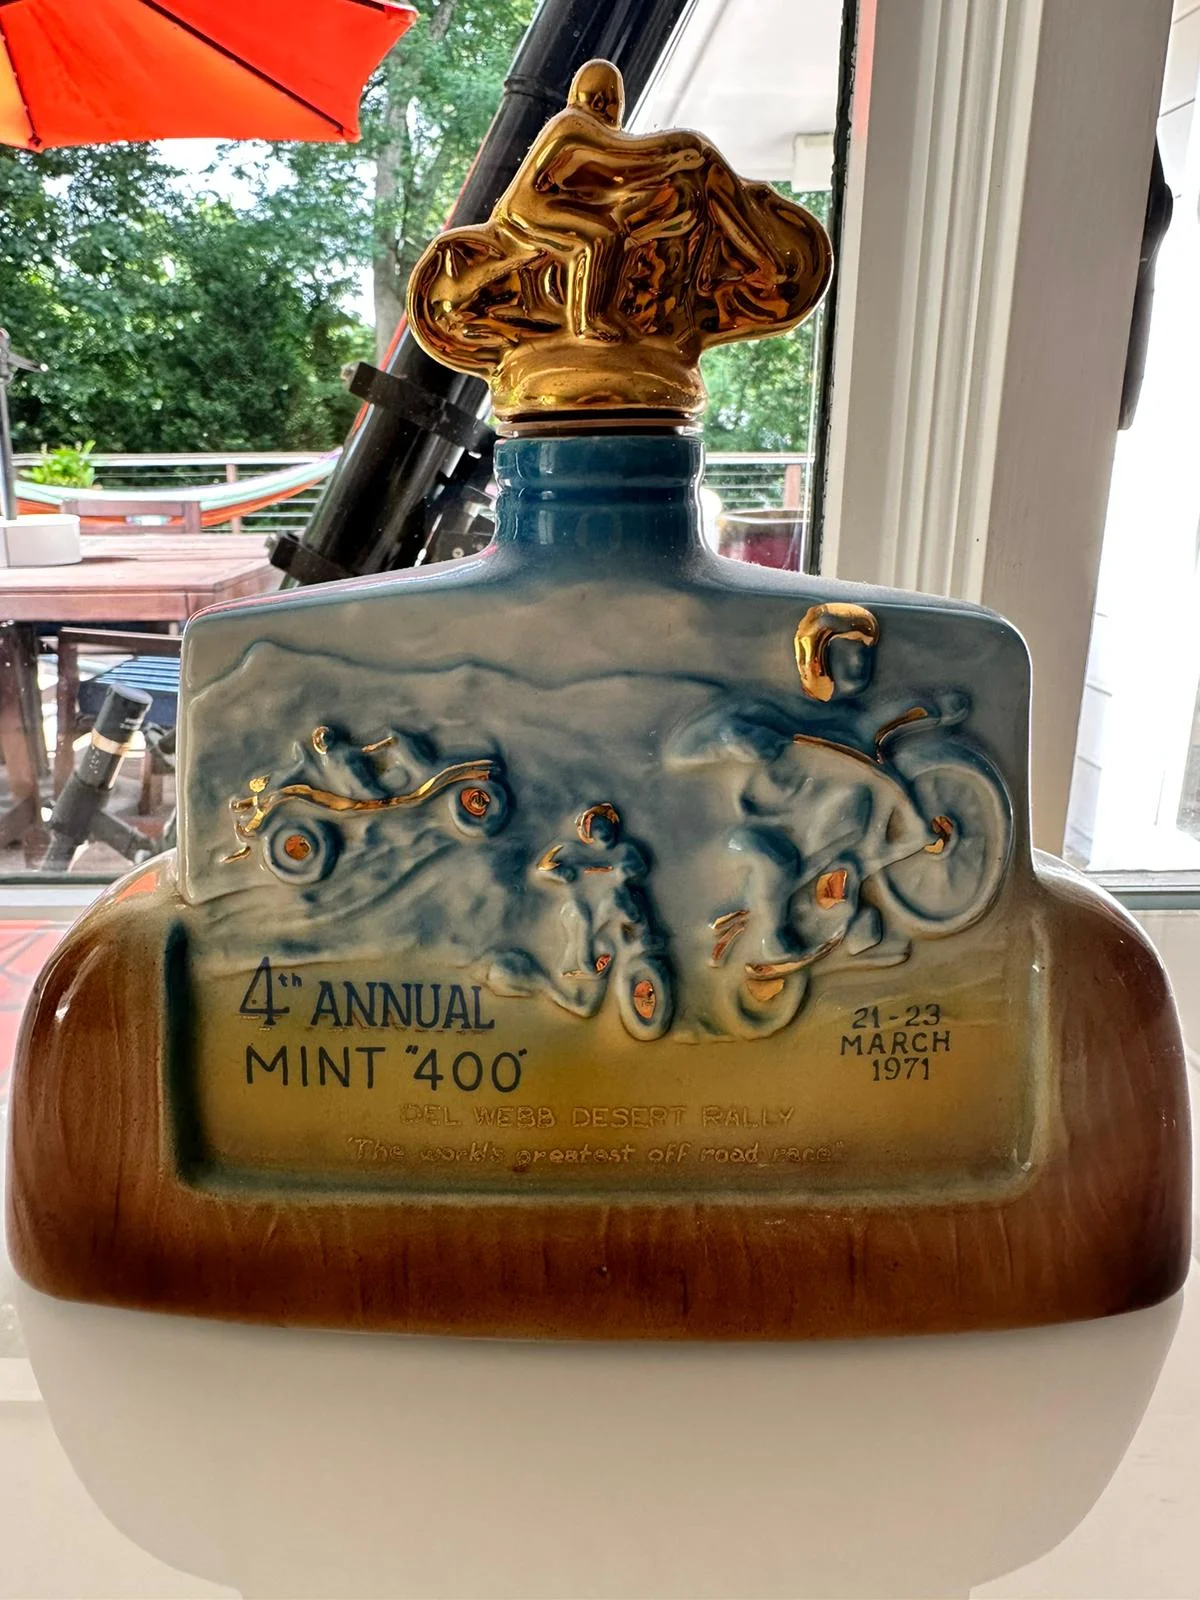 4th ANNUAL
MINT "400"
21-23
MARCH
1971
DEL WEBB DESERT RALLY
"The world's greatest off road race"